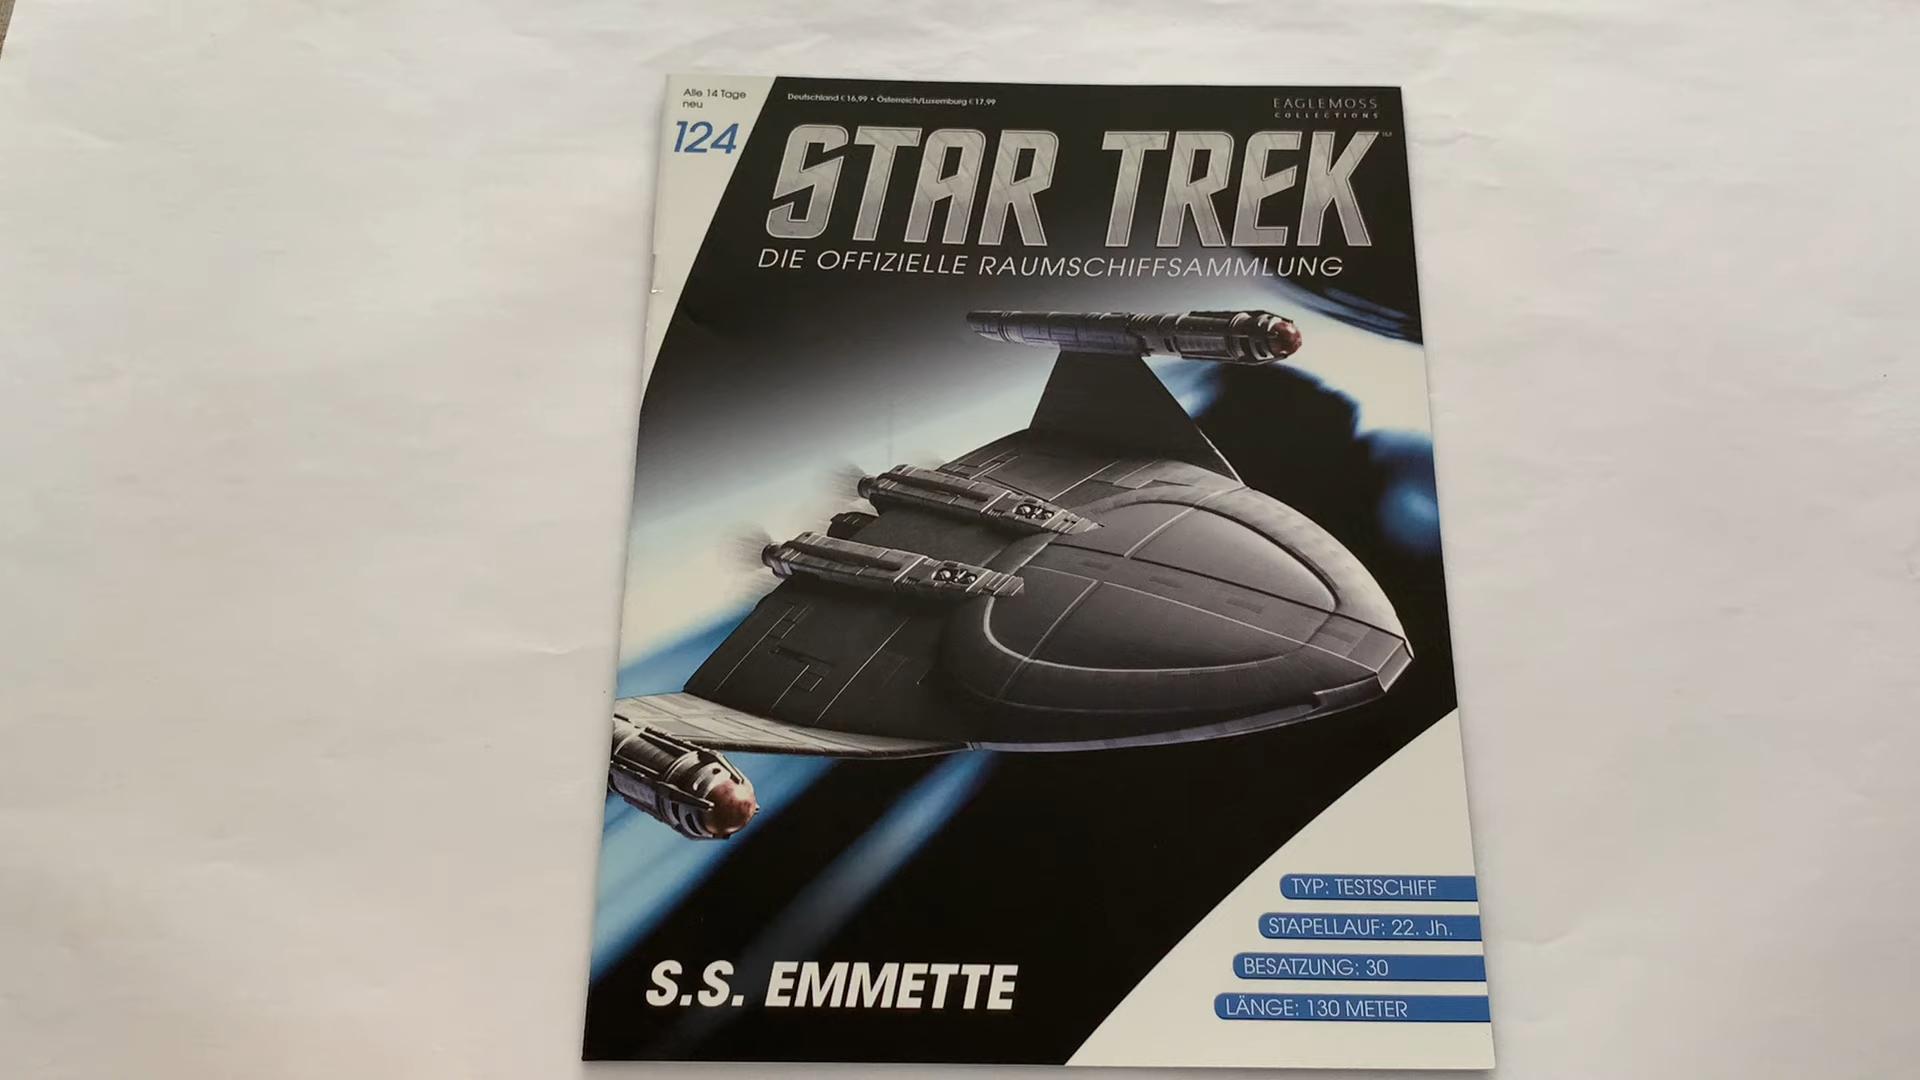 Alle 14 Tage
neu
124
Deutschland €16,99 • Österreich/Luxemburg €17,99
EAGLEMOSS
COLLECTIONS
STAR TREK™
DIE OFFIZIELLE RAUMSCHIFFSAMMLUNG
TYP: TESTSCHIFF
STAPELLAUF: 22. Jh.
BESATZUNG: 30
LÄNGE: 130 METER
S.S. EMMETTE